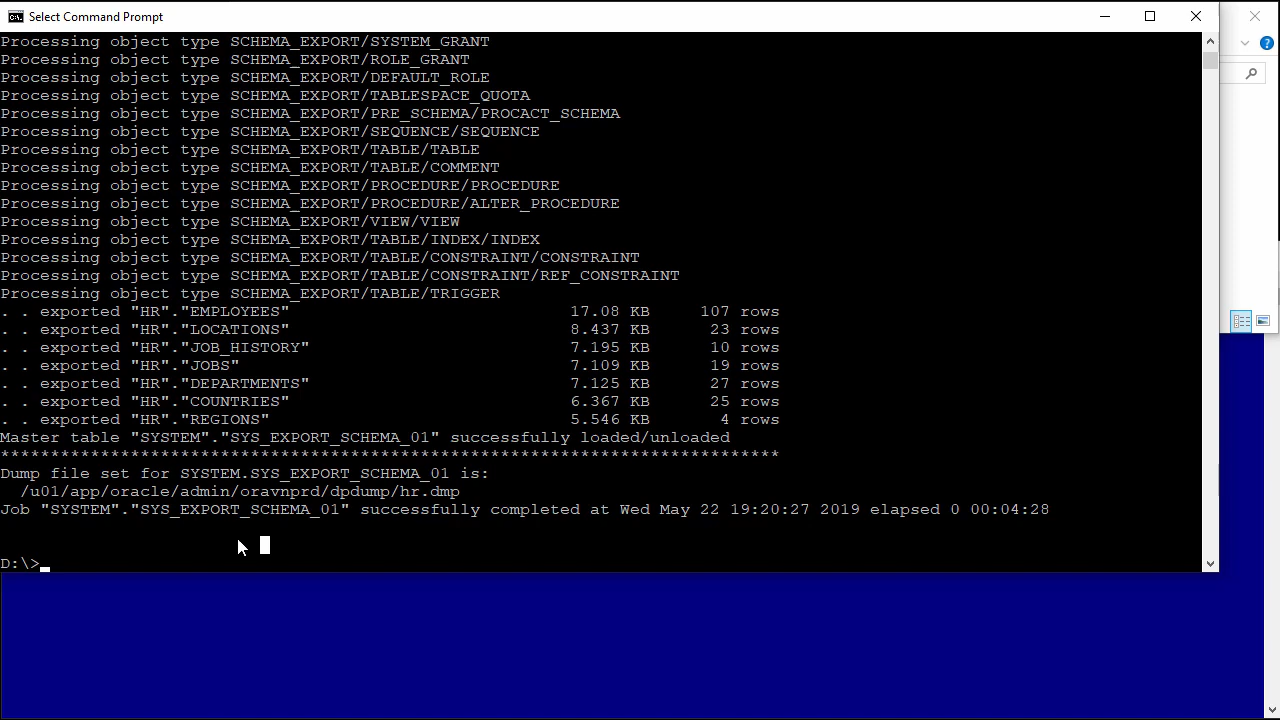 Select Command Prompt
Processing object type SCHEMA_EXPORT/SYSTEM_GRANT
Processing object type SCHEMA_EXPORT/ROLE_GRANT
Processing object type SCHEMA_EXPORT/DEFAULT_ROLE
Processing object type SCHEMA_EXPORT/TABLESPACE_QUOTA
Processing object type SCHEMA_EXPORT/PRE_SCHEMA/PROCACT_SCHEMA
Processing object type SCHEMA_EXPORT/SEQUENCE/SEQUENCE
Processing object type SCHEMA_EXPORT/TABLE/TABLE
Processing object type SCHEMA_EXPORT/TABLE/COMMENT
Processing object type SCHEMA_EXPORT/PROCEDURE/PROCEDURE
Processing object type SCHEMA_EXPORT/PROCEDURE/ALTER_PROCEDURE
Processing object type SCHEMA_EXPORT/VIEW/VIEW
Processing object type SCHEMA_EXPORT/TABLE/INDEX/INDEX
Processing object type SCHEMA_EXPORT/TABLE/CONSTRAINT/CONSTRAINT
Processing object type SCHEMA_EXPORT/TABLE/CONSTRAINT/REF_CONSTRAINT
Processing object type SCHEMA_EXPORT/TABLE/TRIGGER
. . exported "HR"."EMPLOYEES" 17.08 KB 107 rows
. . exported "HR"."LOCATIONS" 8.437 KB 23 rows
. . exported "HR"."JOB_HISTORY" 7.195 KB 10 rows
. . exported "HR"."JOBS" 7.109 KB 19 rows
. . exported "HR"."DEPARTMENTS" 7.125 KB 27 rows
. . exported "HR"."COUNTRIES" 6.367 KB 25 rows
. . exported "HR"."REGIONS" 5.546 KB 4 rows
Master table "SYSTEM"."SYS_EXPORT_SCHEMA_01" successfully loaded/unloaded
******************************************************************************
Dump file set for SYSTEM.SYS_EXPORT_SCHEMA_01 is:
/u01/app/oracle/admin/oravnprd/dpdump/hr.dmp
Job "SYSTEM"."SYS_EXPORT_SCHEMA_01" successfully completed at Wed May 22 19:20:27 2019 elapsed 0 00:04:28
D:\>